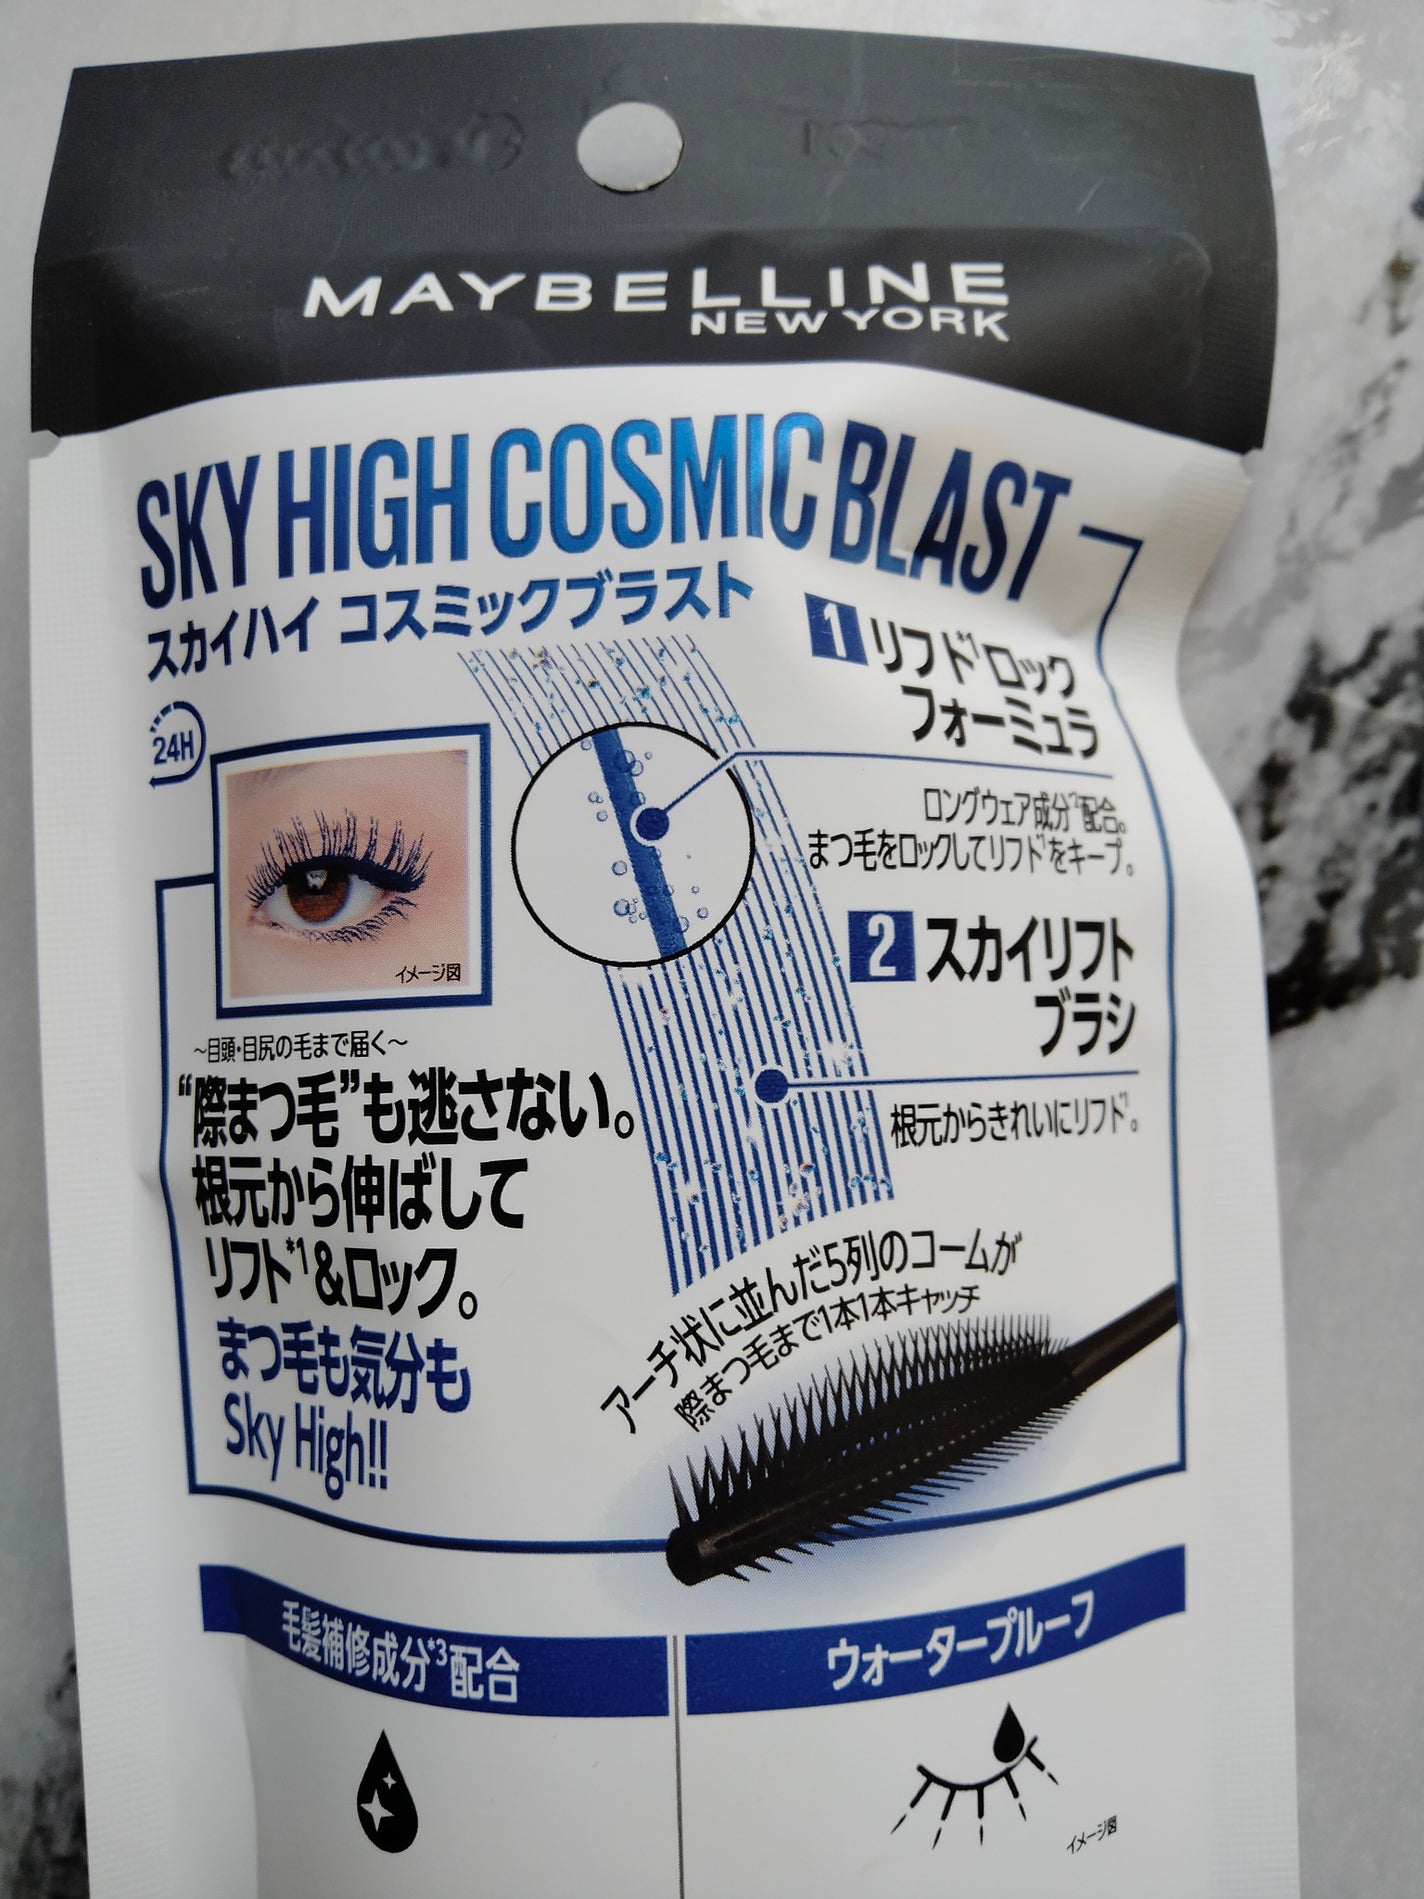 MAYBELLINE
NEW YORK
SKY HIGH COSMIC BLAST
スカイハイ コスミックブラスト
24H
イメージ図
1 リフト*1ロック
フォーミュラ
ロングウェア成分*2配合。
まつ毛をロックしてリフト*1をキープ。
2 スカイリフト
ブラシ
根元からきれいにリフト*1。
～目頭・目尻の毛まで届く～
“際まつ毛”も逃さない。
根元から伸ばして
リフト*1&ロック。
まつ毛も気分も
Sky High!!
アーチ状に並んだ5列のコームが
際まつ毛まで1本1本キャッチ
毛髪補修成分*3配合
ウォータープルーフ
イメージ図